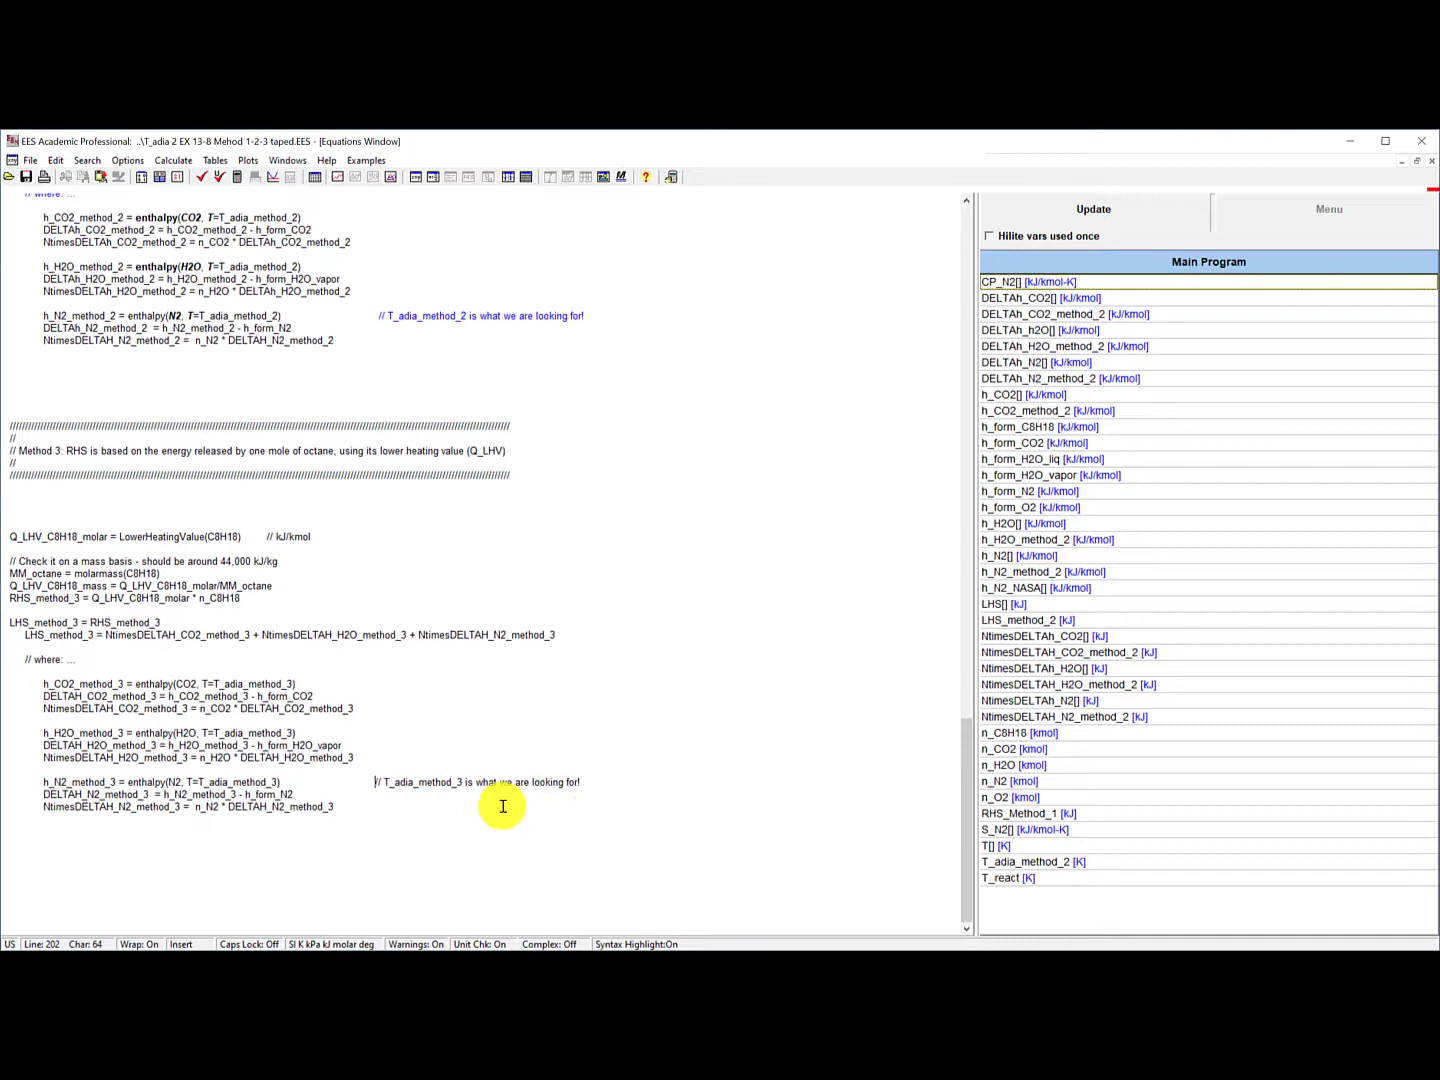 EES Academic Professional: ..\T_adia 2 EX 13-8 Mehod 1-2-3 taped.EES - [Equations Window]
File Edit Search Options Calculate Tables Plots Windows Help Examples
// where: ...
h_CO2_method_2 = enthalpy(CO2, T=T_adia_method_2)
DELTAh_CO2_method_2 = h_CO2_method_2 - h_form_CO2
NtimesDELTAh_CO2_method_2 = n_CO2 * DELTAh_CO2_method_2
h_H2O_method_2 = enthalpy(H2O, T=T_adia_method_2)
DELTAh_H2O_method_2 = h_H2O_method_2 - h_form_H2O_vapor
NtimesDELTAh_H2O_method_2 = n_H2O * DELTAh_H2O_method_2
h_N2_method_2 = enthalpy(N2, T=T_adia_method_2) // T_adia_method_2 is what we are looking for!
DELTAh_N2_method_2 = h_N2_method_2 - h_form_N2
NtimesDELTAH_N2_method_2 = n_N2 * DELTAH_N2_method_2
//
// Method 3: RHS is based on the energy released by one mole of octane, using its lower heating value (Q_LHV)
//
Q_LHV_C8H18_molar = LowerHeatingValue(C8H18) // kJ/kmol
// Check it on a mass basis - should be around 44,000 kJ/kg
MM_octane = molarmass(C8H18)
Q_LHV_C8H18_mass = Q_LHV_C8H18_molar/MM_octane
RHS_method_3 = Q_LHV_C8H18_molar * n_C8H18
LHS_method_3 = RHS_method_3
LHS_method_3 = NtimesDELTAH_CO2_method_3 + NtimesDELTAH_H2O_method_3 + NtimesDELTAH_N2_method_3
// where: ...
h_CO2_method_3 = enthalpy(CO2, T=T_adia_method_3)
DELTAH_CO2_method_3 = h_CO2_method_3 - h_form_CO2
NtimesDELTAH_CO2_method_3 = n_CO2 * DELTAH_CO2_method_3
h_H2O_method_3 = enthalpy(H2O, T=T_adia_method_3)
DELTAH_H2O_method_3 = h_H2O_method_3 - h_form_H2O_vapor
NtimesDELTAH_H2O_method_3 = n_H2O * DELTAH_H2O_method_3
h_N2_method_3 = enthalpy(N2, T=T_adia_method_3) // T_adia_method_3 is what we are looking for!
DELTAH_N2_method_3 = h_N2_method_3 - h_form_N2
NtimesDELTAH_N2_method_3 = n_N2 * DELTAH_N2_method_3
Update Menu
Hilite vars used once
Main Program
CP_N2[] [kJ/kmol-K]
DELTAh_CO2[] [kJ/kmol]
DELTAh_CO2_method_2 [kJ/kmol]
DELTAh_h2O[] [kJ/kmol]
DELTAh_H2O_method_2 [kJ/kmol]
DELTAh_N2[] [kJ/kmol]
DELTAh_N2_method_2 [kJ/kmol]
h_CO2[] [kJ/kmol]
h_CO2_method_2 [kJ/kmol]
h_form_C8H18 [kJ/kmol]
h_form_CO2 [kJ/kmol]
h_form_H2O_liq [kJ/kmol]
h_form_H2O_vapor [kJ/kmol]
h_form_N2 [kJ/kmol]
h_form_O2 [kJ/kmol]
h_H2O[] [kJ/kmol]
h_H2O_method_2 [kJ/kmol]
h_N2[] [kJ/kmol]
h_N2_method_2 [kJ/kmol]
h_N2_NASA[] [kJ/kmol]
LHS[] [kJ]
LHS_method_2 [kJ]
NtimesDELTAh_CO2[] [kJ]
NtimesDELTAH_CO2_method_2 [kJ]
NtimesDELTAh_H2O[] [kJ]
NtimesDELTAH_H2O_method_2 [kJ]
NtimesDELTAh_N2[] [kJ]
NtimesDELTAH_N2_method_2 [kJ]
n_C8H18 [kmol]
n_CO2 [kmol]
n_H2O [kmol]
n_N2 [kmol]
n_O2 [kmol]
RHS_Method_1 [kJ]
S_N2[] [kJ/kmol-K]
T[] [K]
T_adia_method_2 [K]
T_react [K]
US Line: 202 Char: 64 Wrap: On Insert Caps Lock: Off SI K kPa kJ molar deg Warnings: On Unit Chk: On Complex: Off Syntax Highlight:On